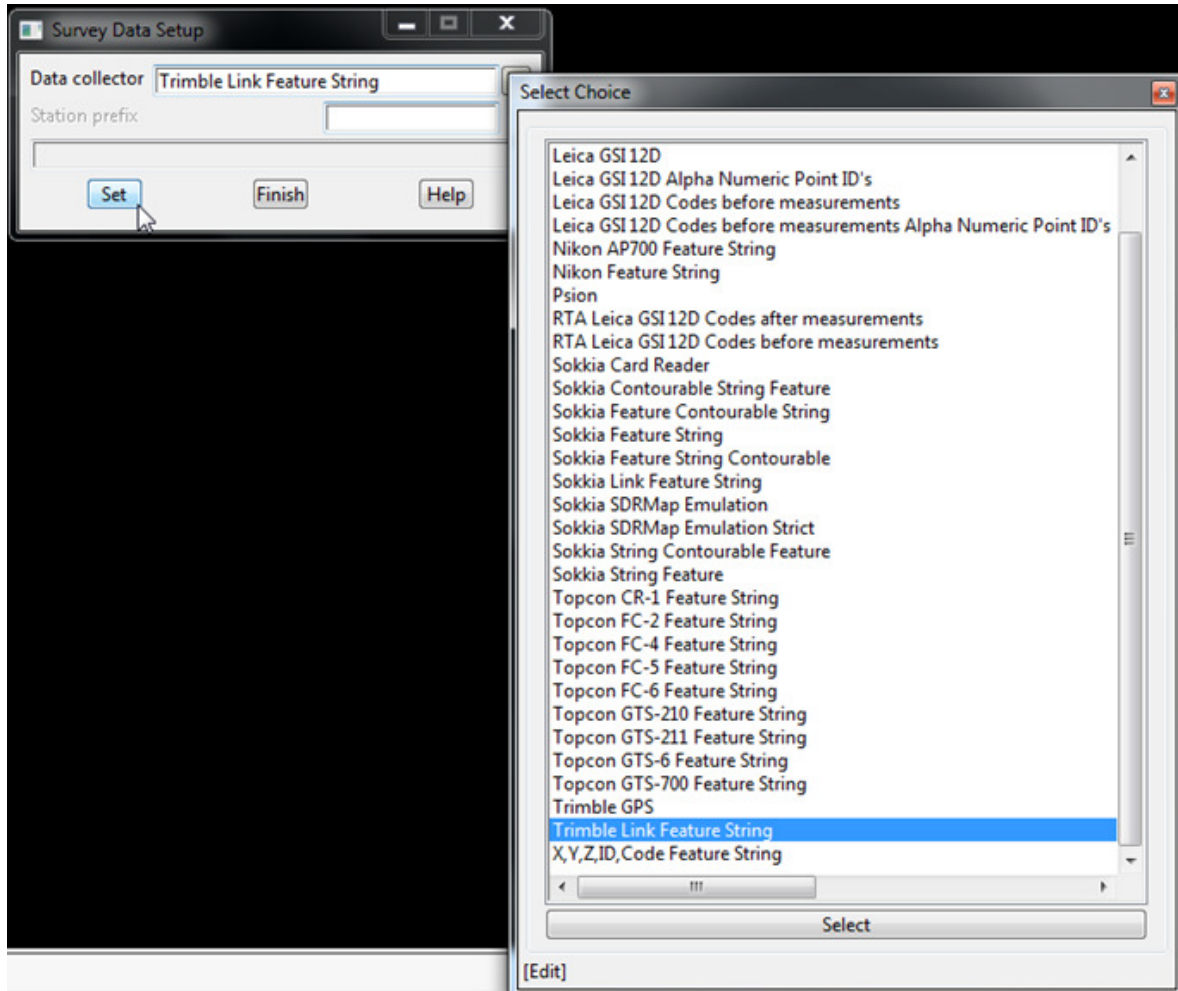 Survey Data Setup
Data collector Trimble Link Feature String
Station prefix
Set Finish Help
Select Choice
Leica GSI 12D
Leica GSI 12D Alpha Numeric Point ID's
Leica GSI 12D Codes before measurements
Leica GSI 12D Codes before measurements Alpha Numeric Point ID's
Nikon AP700 Feature String
Nikon Feature String
Psion
RTA Leica GSI 12D Codes after measurements
RTA Leica GSI 12D Codes before measurements
Sokkia Card Reader
Sokkia Contourable String Feature
Sokkia Feature Contourable String
Sokkia Feature String
Sokkia Feature String Contourable
Sokkia Link Feature String
Sokkia SDRMap Emulation
Sokkia SDRMap Emulation Strict
Sokkia String Contourable Feature
Sokkia String Feature
Topcon CR-1 Feature String
Topcon FC-2 Feature String
Topcon FC-4 Feature String
Topcon FC-5 Feature String
Topcon FC-6 Feature String
Topcon GTS-210 Feature String
Topcon GTS-211 Feature String
Topcon GTS-6 Feature String
Topcon GTS-700 Feature String
Trimble GPS
Trimble Link Feature String
X,Y,Z,ID,Code Feature String
Select
[Edit]